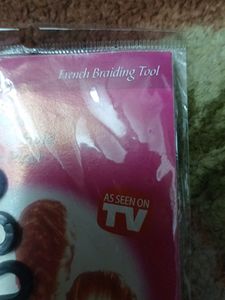 French Braiding Tool
AS SEEN ON
TV